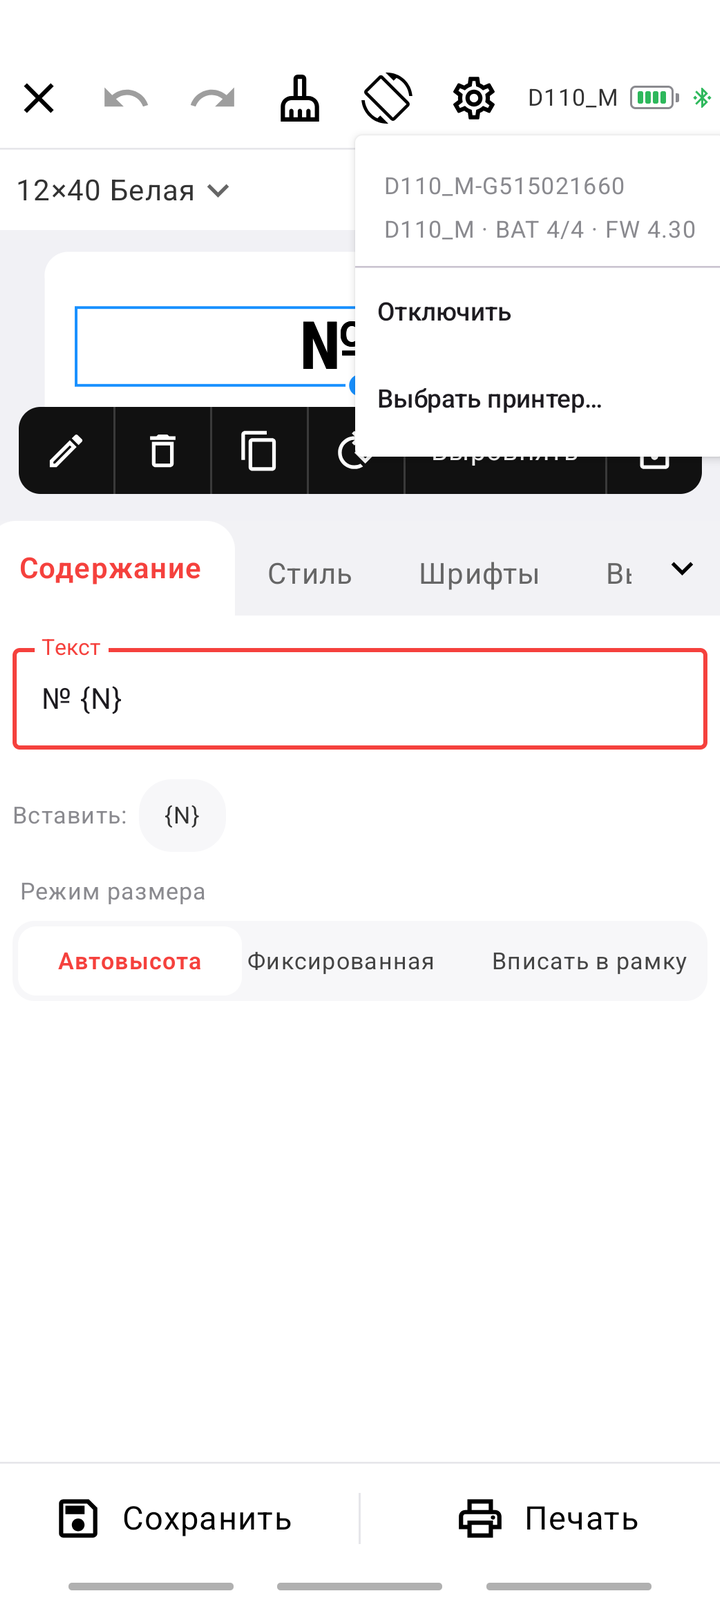 D110_M
12×40 Белая
D110_M-G515021660
D110_M · BAT 4/4 · FW 4.30
Отключить
Выбрать принтер...
№
Содержание
Стиль
Шрифты
Текст
№ {N}
Вставить:
{N}
Режим размера
Автовысота
Фиксированная
Вписать в рамку
Сохранить
Печать